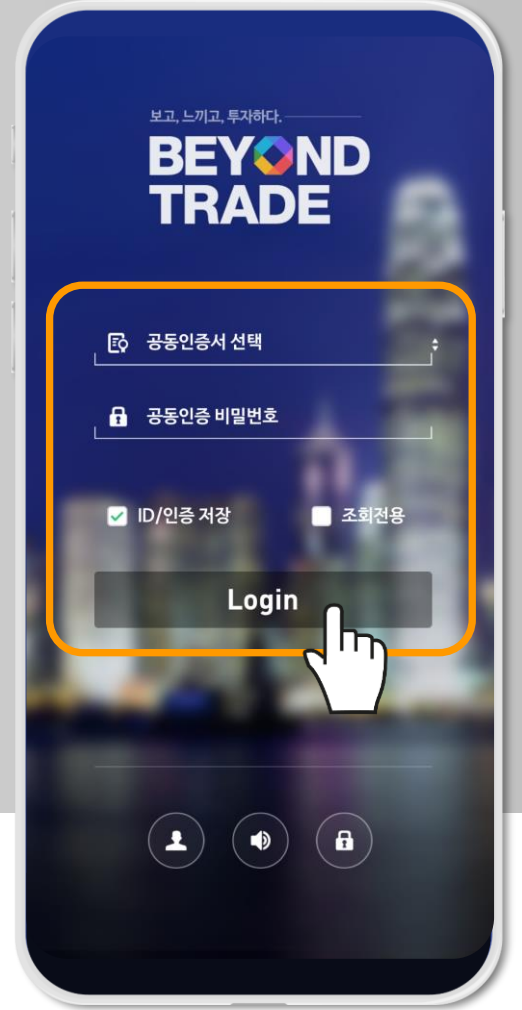 보고, 느끼고, 투자하다.
BEYOND
TRADE
공동인증서 선택
공동인증 비밀번호
ID/인증 저장 조회전용
Login